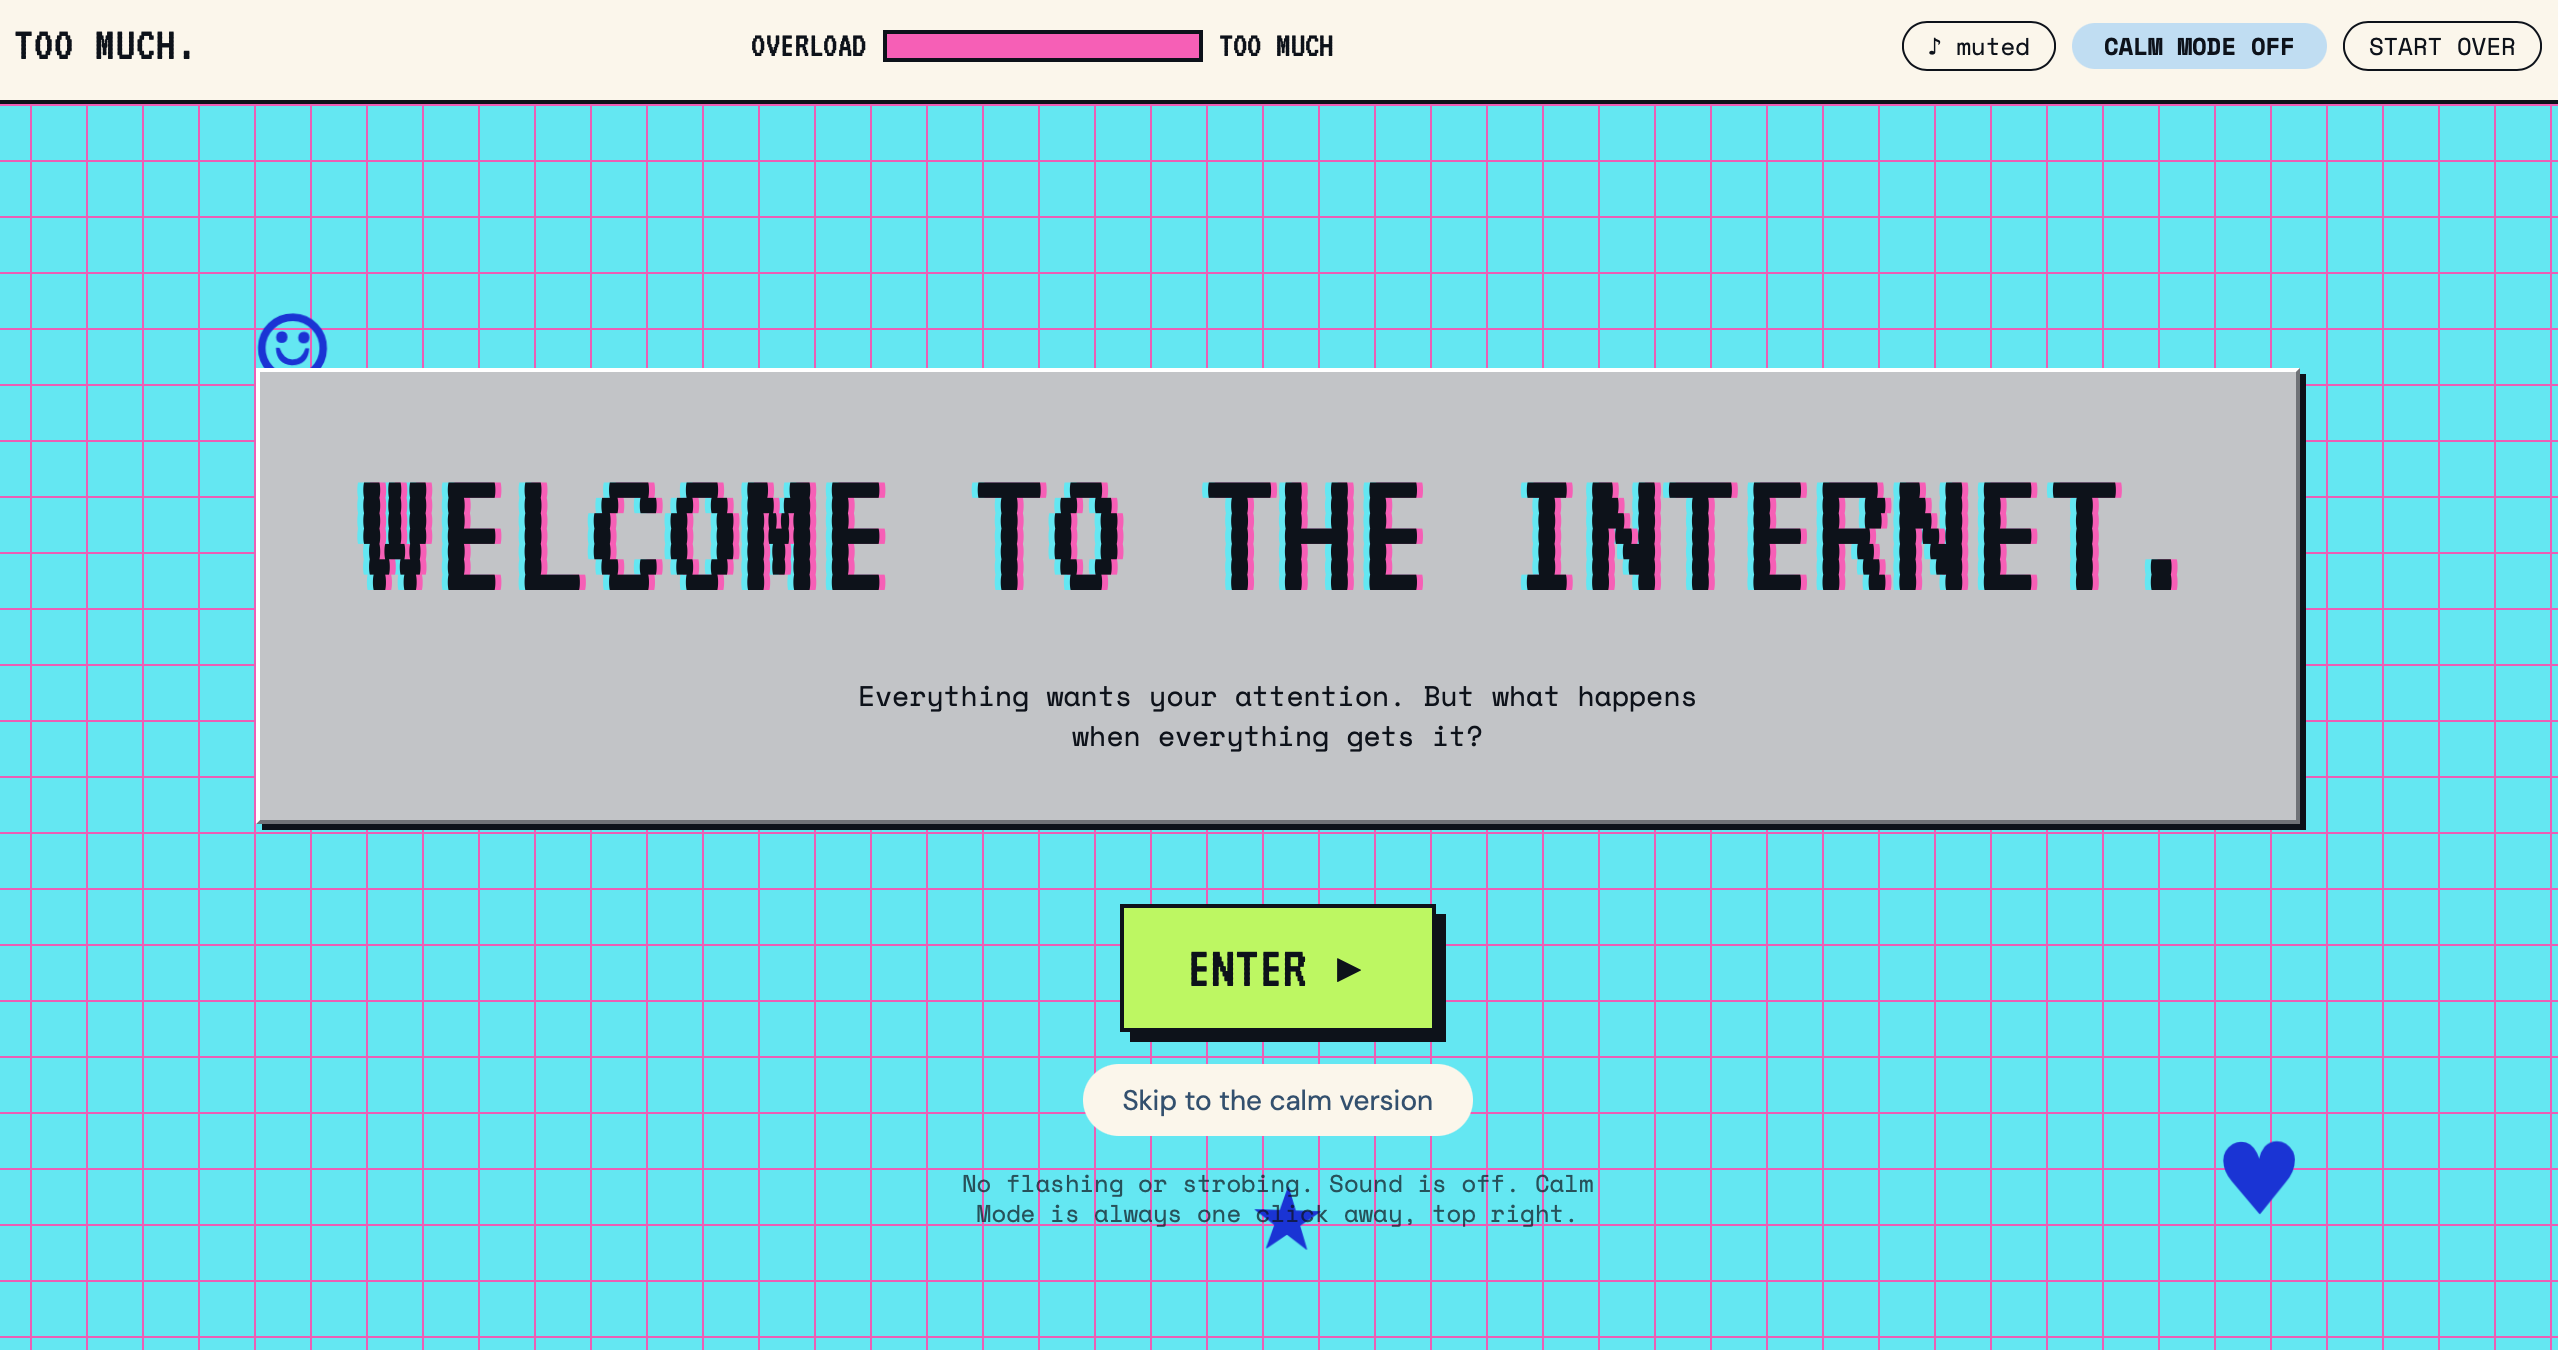 TOO MUCH.
OVERLOAD TOO MUCH
♪ muted
CALM MODE OFF
START OVER
WELCOME TO THE INTERNET.
Everything wants your attention. But what happens
when everything gets it?
ENTER ►
Skip to the calm version
No flashing or strobing. Sound is off. Calm
Mode is always one click away, top right.